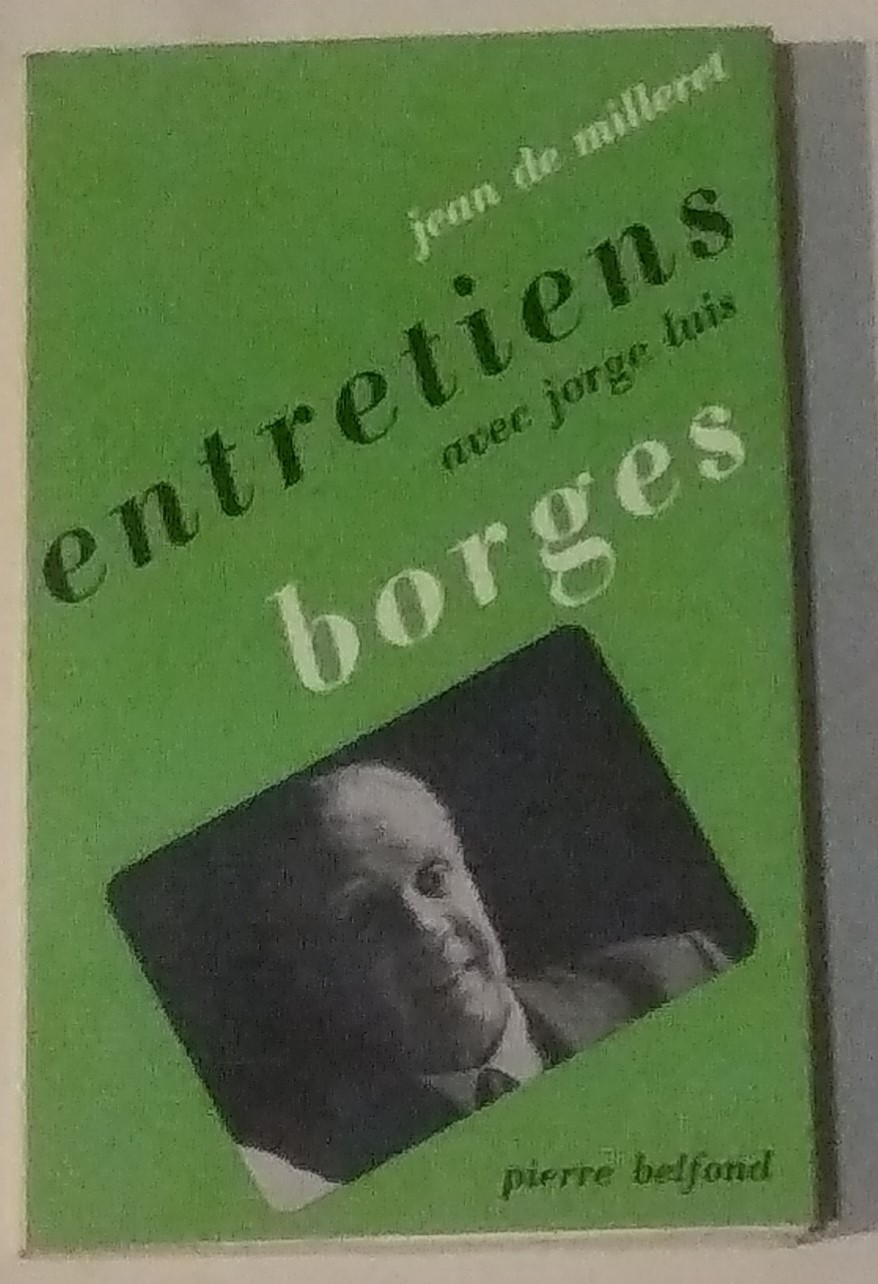 jean de milleret
entretiens
avec jorge luis
borges
pierre belfond